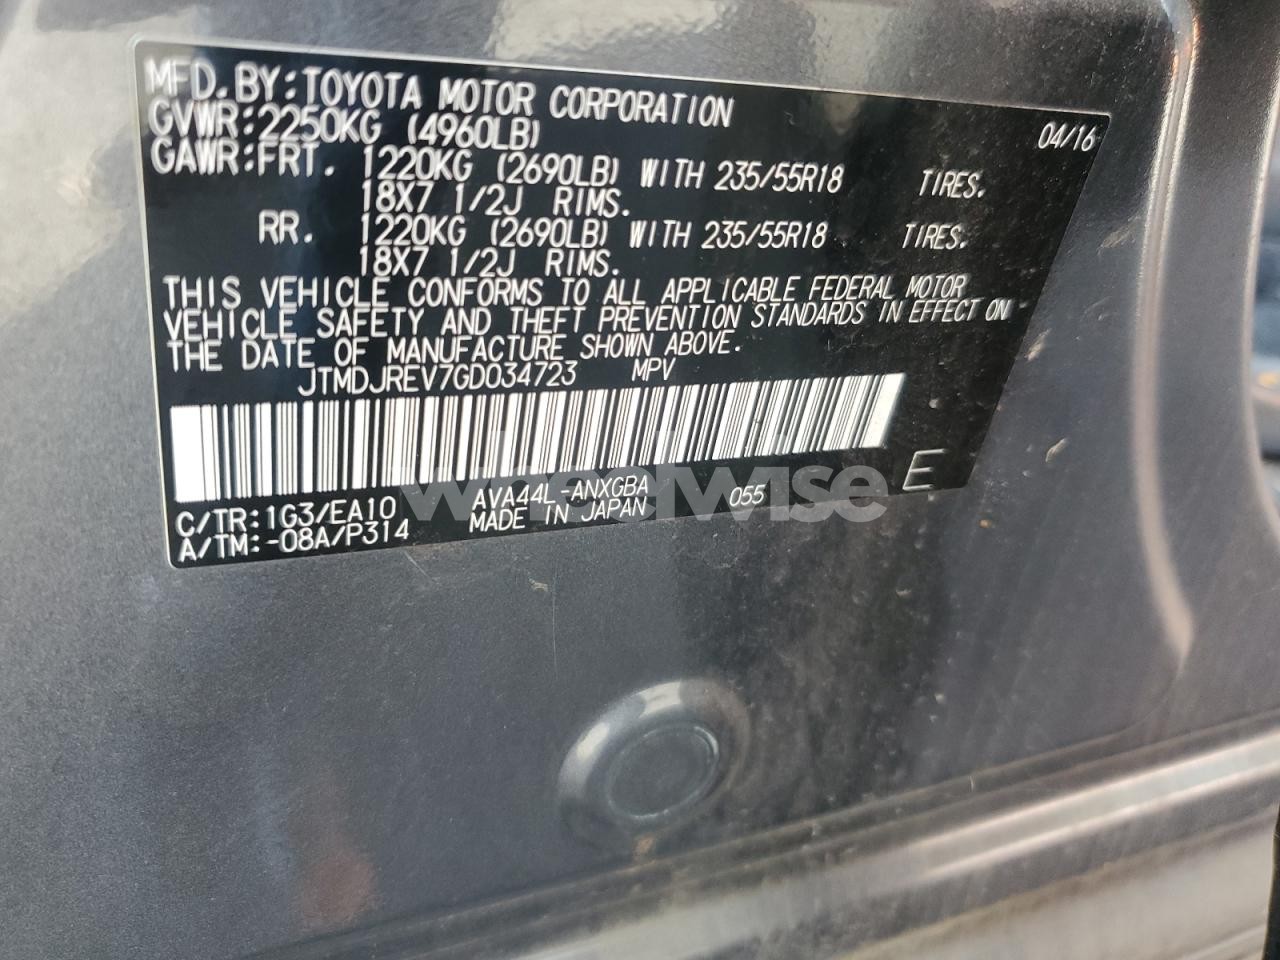 MFD.BY:TOYOTA MOTOR CORPORATION 04/16
GVWR:2250KG (4960LB)
GAWR:FRT. 1220KG (2690LB) WITH 235/55R18 TIRES.
18X7 1/2J RIMS.
RR. 1220KG (2690LB) WITH 235/55R18 TIRES.
18X7 1/2J RIMS.
THIS VEHICLE CONFORMS TO ALL APPLICABLE FEDERAL MOTOR
VEHICLE SAFETY AND THEFT PREVENTION STANDARDS IN EFFECT ON
THE DATE OF MANUFACTURE SHOWN ABOVE.
JTMDJREV7GD034723 MPV
wheelwise
C/TR:1G3/EA10 AVA44L-ANXGBA 055 E
A/TM:-08A/P314 MADE IN JAPAN